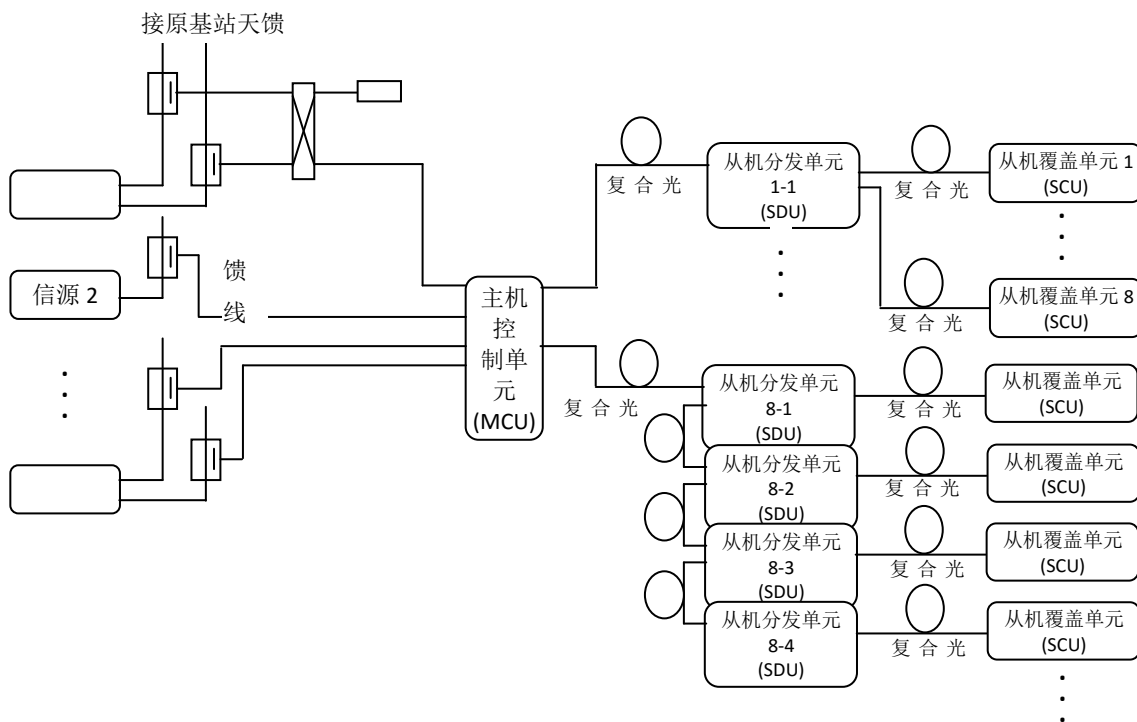 接原基站天馈
信源 2
馈
线
主机
控
制单
元
(MCU)
复合光
从机分发单元
1-1
(SDU)
复合光
从机覆盖单元 1
(SCU)
复合光
从机覆盖单元 8
(SCU)
复合光
从机分发单元
8-1
(SDU)
复合光
从机覆盖单元
(SCU)
从机分发单元
8-2
(SDU)
复合光
从机覆盖单元
(SCU)
从机分发单元
8-3
(SDU)
复合光
从机覆盖单元
(SCU)
从机分发单元
8-4
(SDU)
复合光
从机覆盖单元
(SCU)